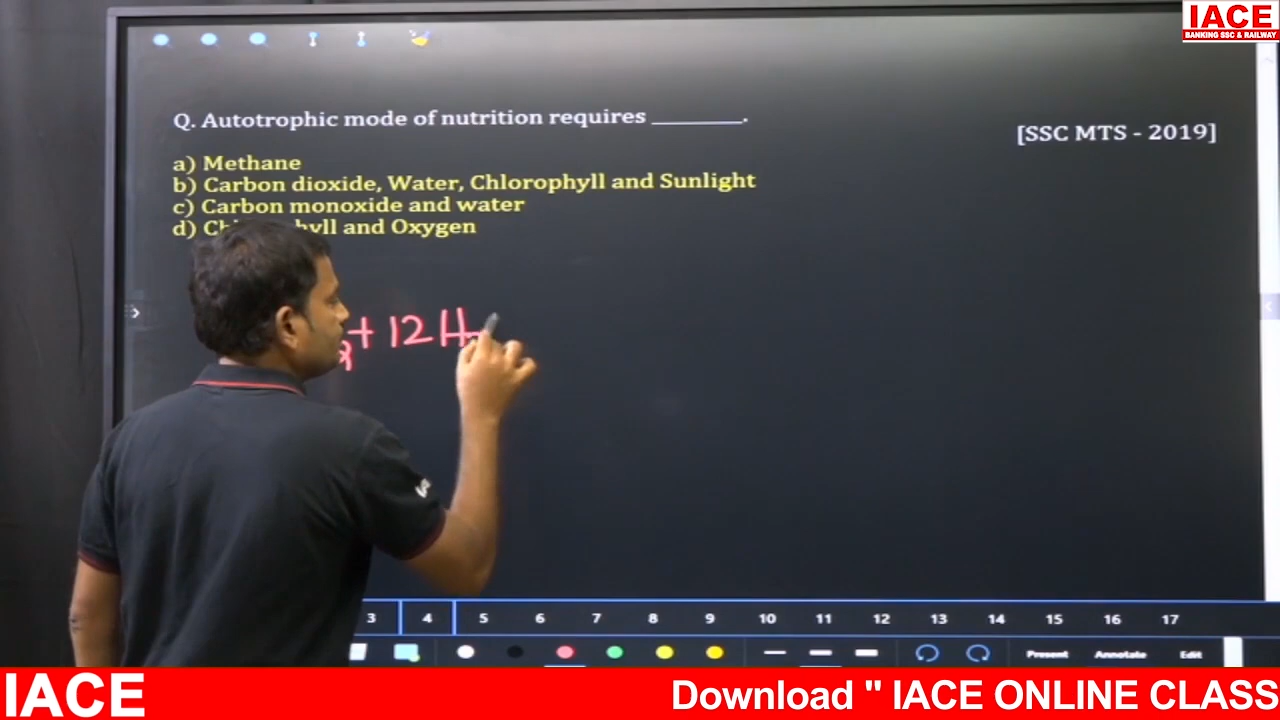 IACE
BANKING SSC & RAILWAY
Q. Autotrophic mode of nutrition requires ________.
[SSC MTS - 2019]
a) Methane
b) Carbon dioxide, Water, Chlorophyll and Sunlight
c) Carbon monoxide and water
d) and Oxygen
+ 12 H
3 4 5 6 7 8 9 10 11 12 13 14 15 16 17
Present Annotate Edit
IACE
Download " IACE ONLINE CLASS